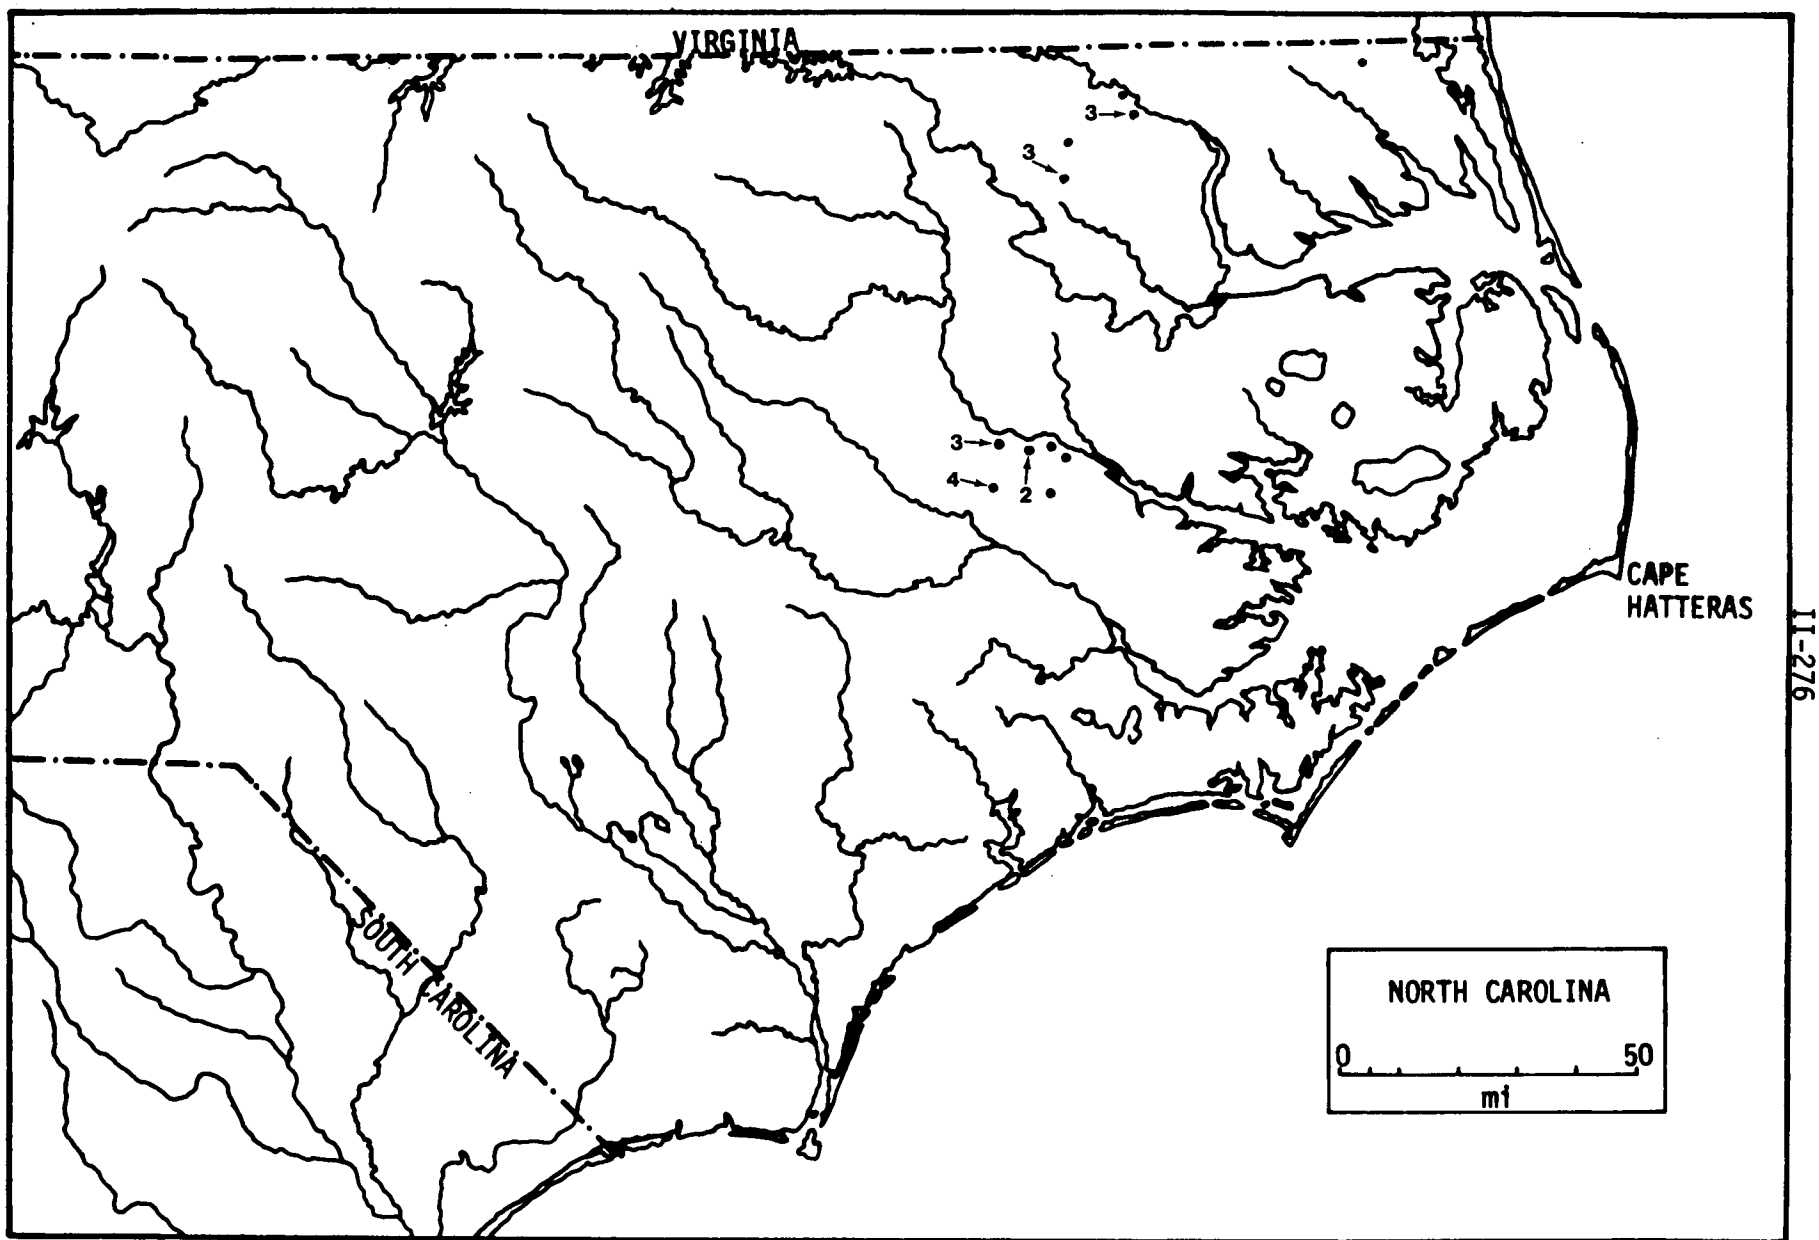 VIRGINIA
3
3
3
4
2
CAPE
HATTERAS
II-276
SOUTH CAROLINA
NORTH CAROLINA
0 50
mi